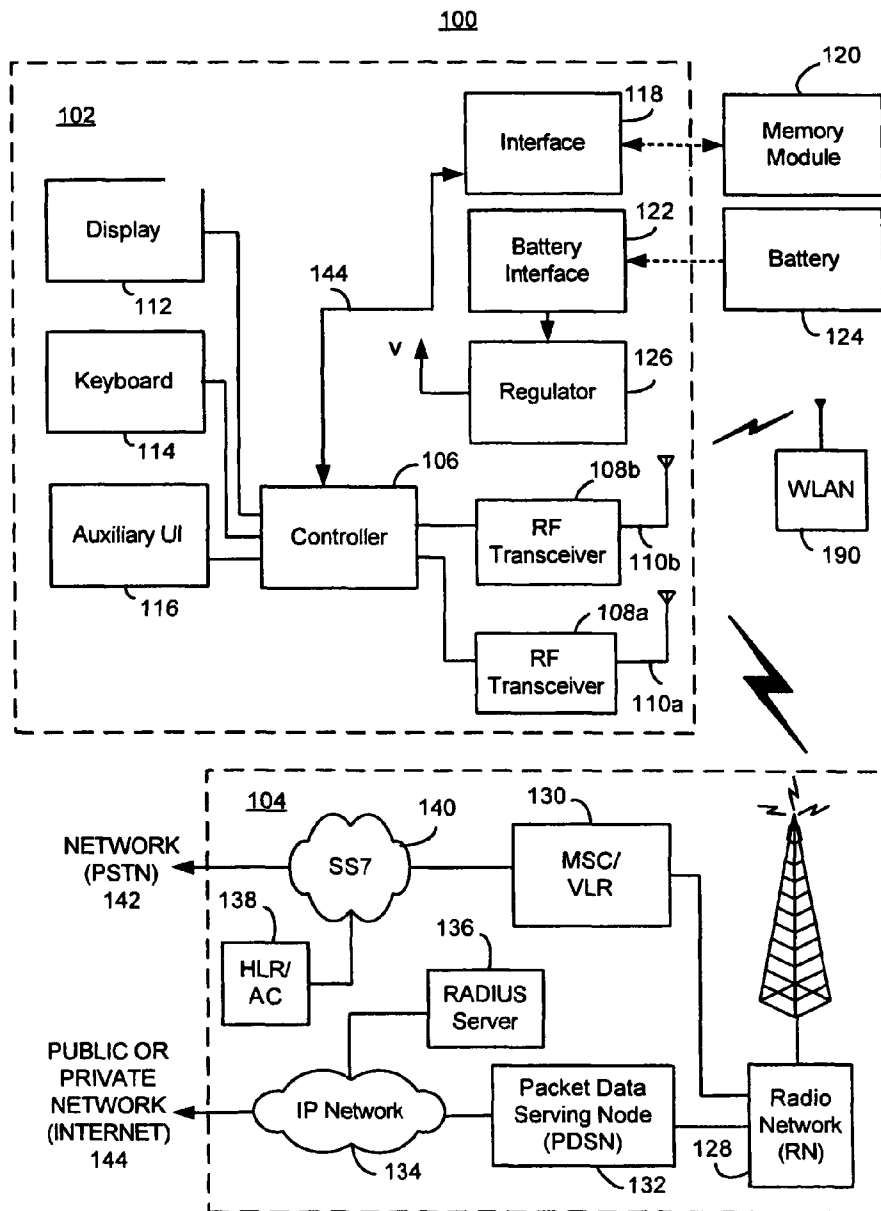 100
102
118
Interface
120
Memory
Module
Display
112
122
Battery
Interface
Battery
124
144
V
Regulator
126
Keyboard
114
106
Controller
108b
RF
Transceiver
110b
WLAN
190
Auxiliary UI
116
108a
RF
Transceiver
110a
104
NETWORK
(PSTN)
142
140
SS7
130
MSC/
VLR
138
HLR/
AC
136
RADIUS
Server
PUBLIC OR
PRIVATE
NETWORK
(INTERNET)
144
IP Network
134
Packet Data
Serving Node
(PDSN)
132
128
Radio
Network
(RN)